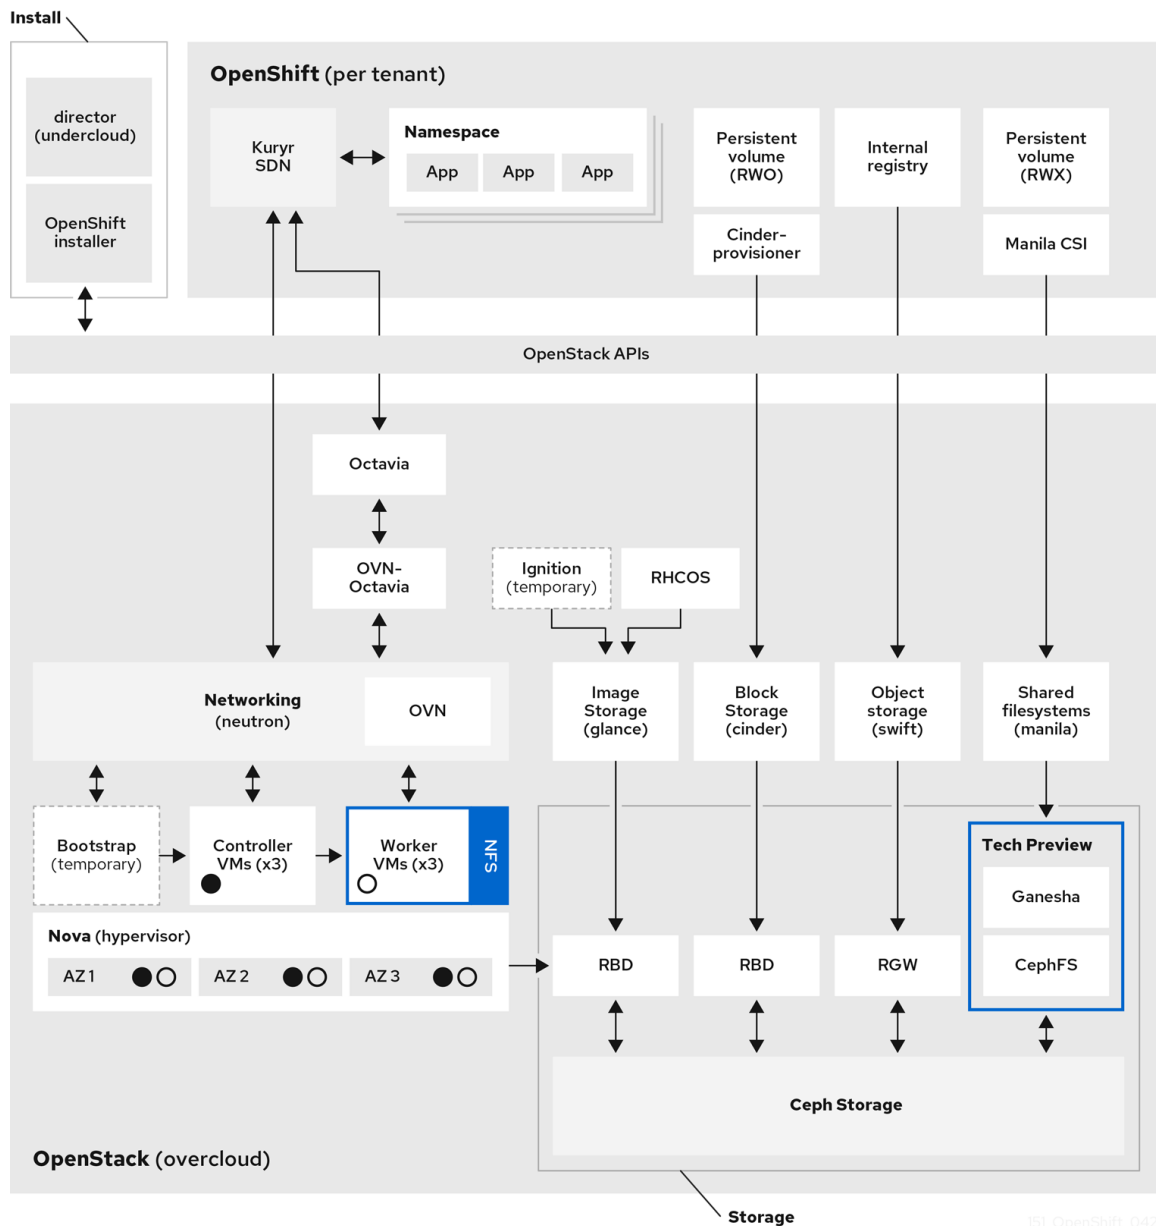 Install
director
(undercloud)
OpenShift
installer
OpenShift (per tenant)
Kuryr
SDN
Namespace
App
App
App
Persistent
volume
(RWO)
Cinder-
provisioner
Internal
registry
Persistent
volume
(RWX)
Manila CSI
OpenStack APIs
Octavia
OVN-
Octavia
Ignition
(temporary)
RHCOS
Networking
(neutron)
OVN
Image
Storage
(glance)
Block
Storage
(cinder)
Object
storage
(swift)
Shared
filesystems
(manila)
Bootstrap
(temporary)
Controller
VMs (x3)
Worker
VMs (x3)
NFS
Nova (hypervisor)
AZ 1
AZ 2
AZ 3
RBD
RBD
RGW
Tech Preview
Ganesha
CephFS
Ceph Storage
OpenStack (overcloud)
Storage